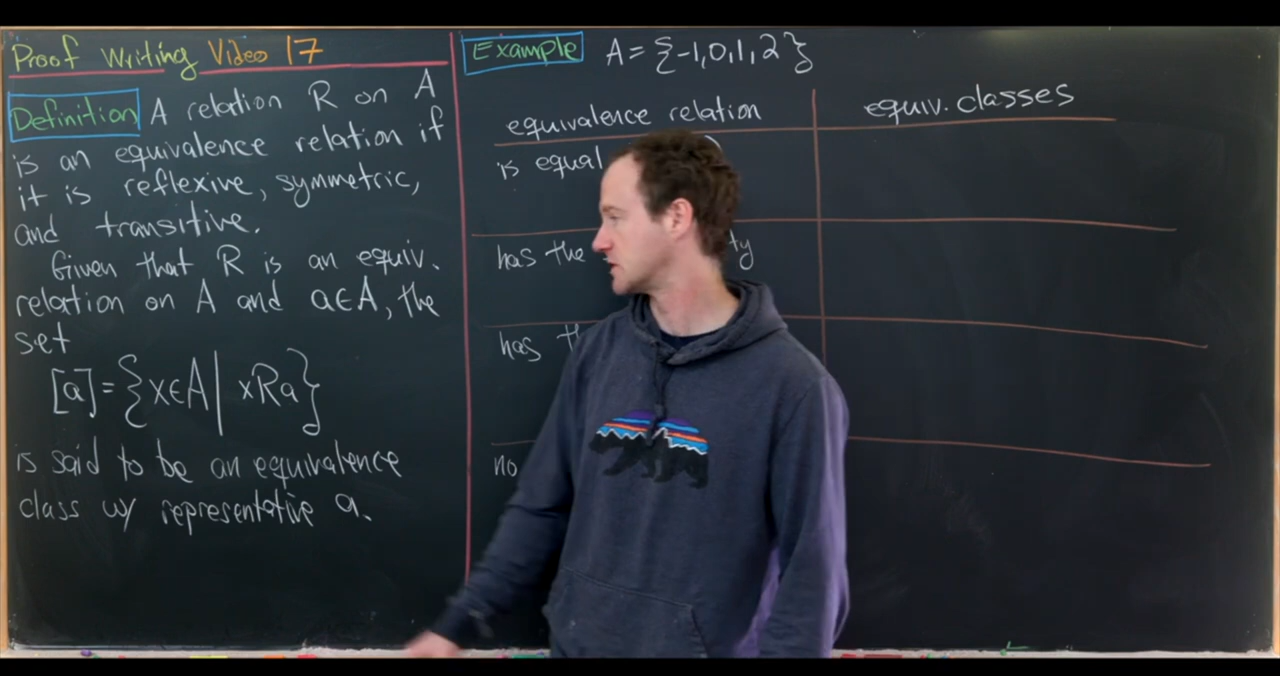 Proof Writing Video 17
Definition A relation R on A
is an equivalence relation if
it is reflexive, symmetric,
and transitive.
Given that R is an equiv.
relation on A and a∈A, the
set
[a]={x∈A| xRa}
is said to be an equivalence
class w/ representative a.
Example A={-1,0,1,2}
equivalence relation equiv. classes
is equal
has the
has th
no